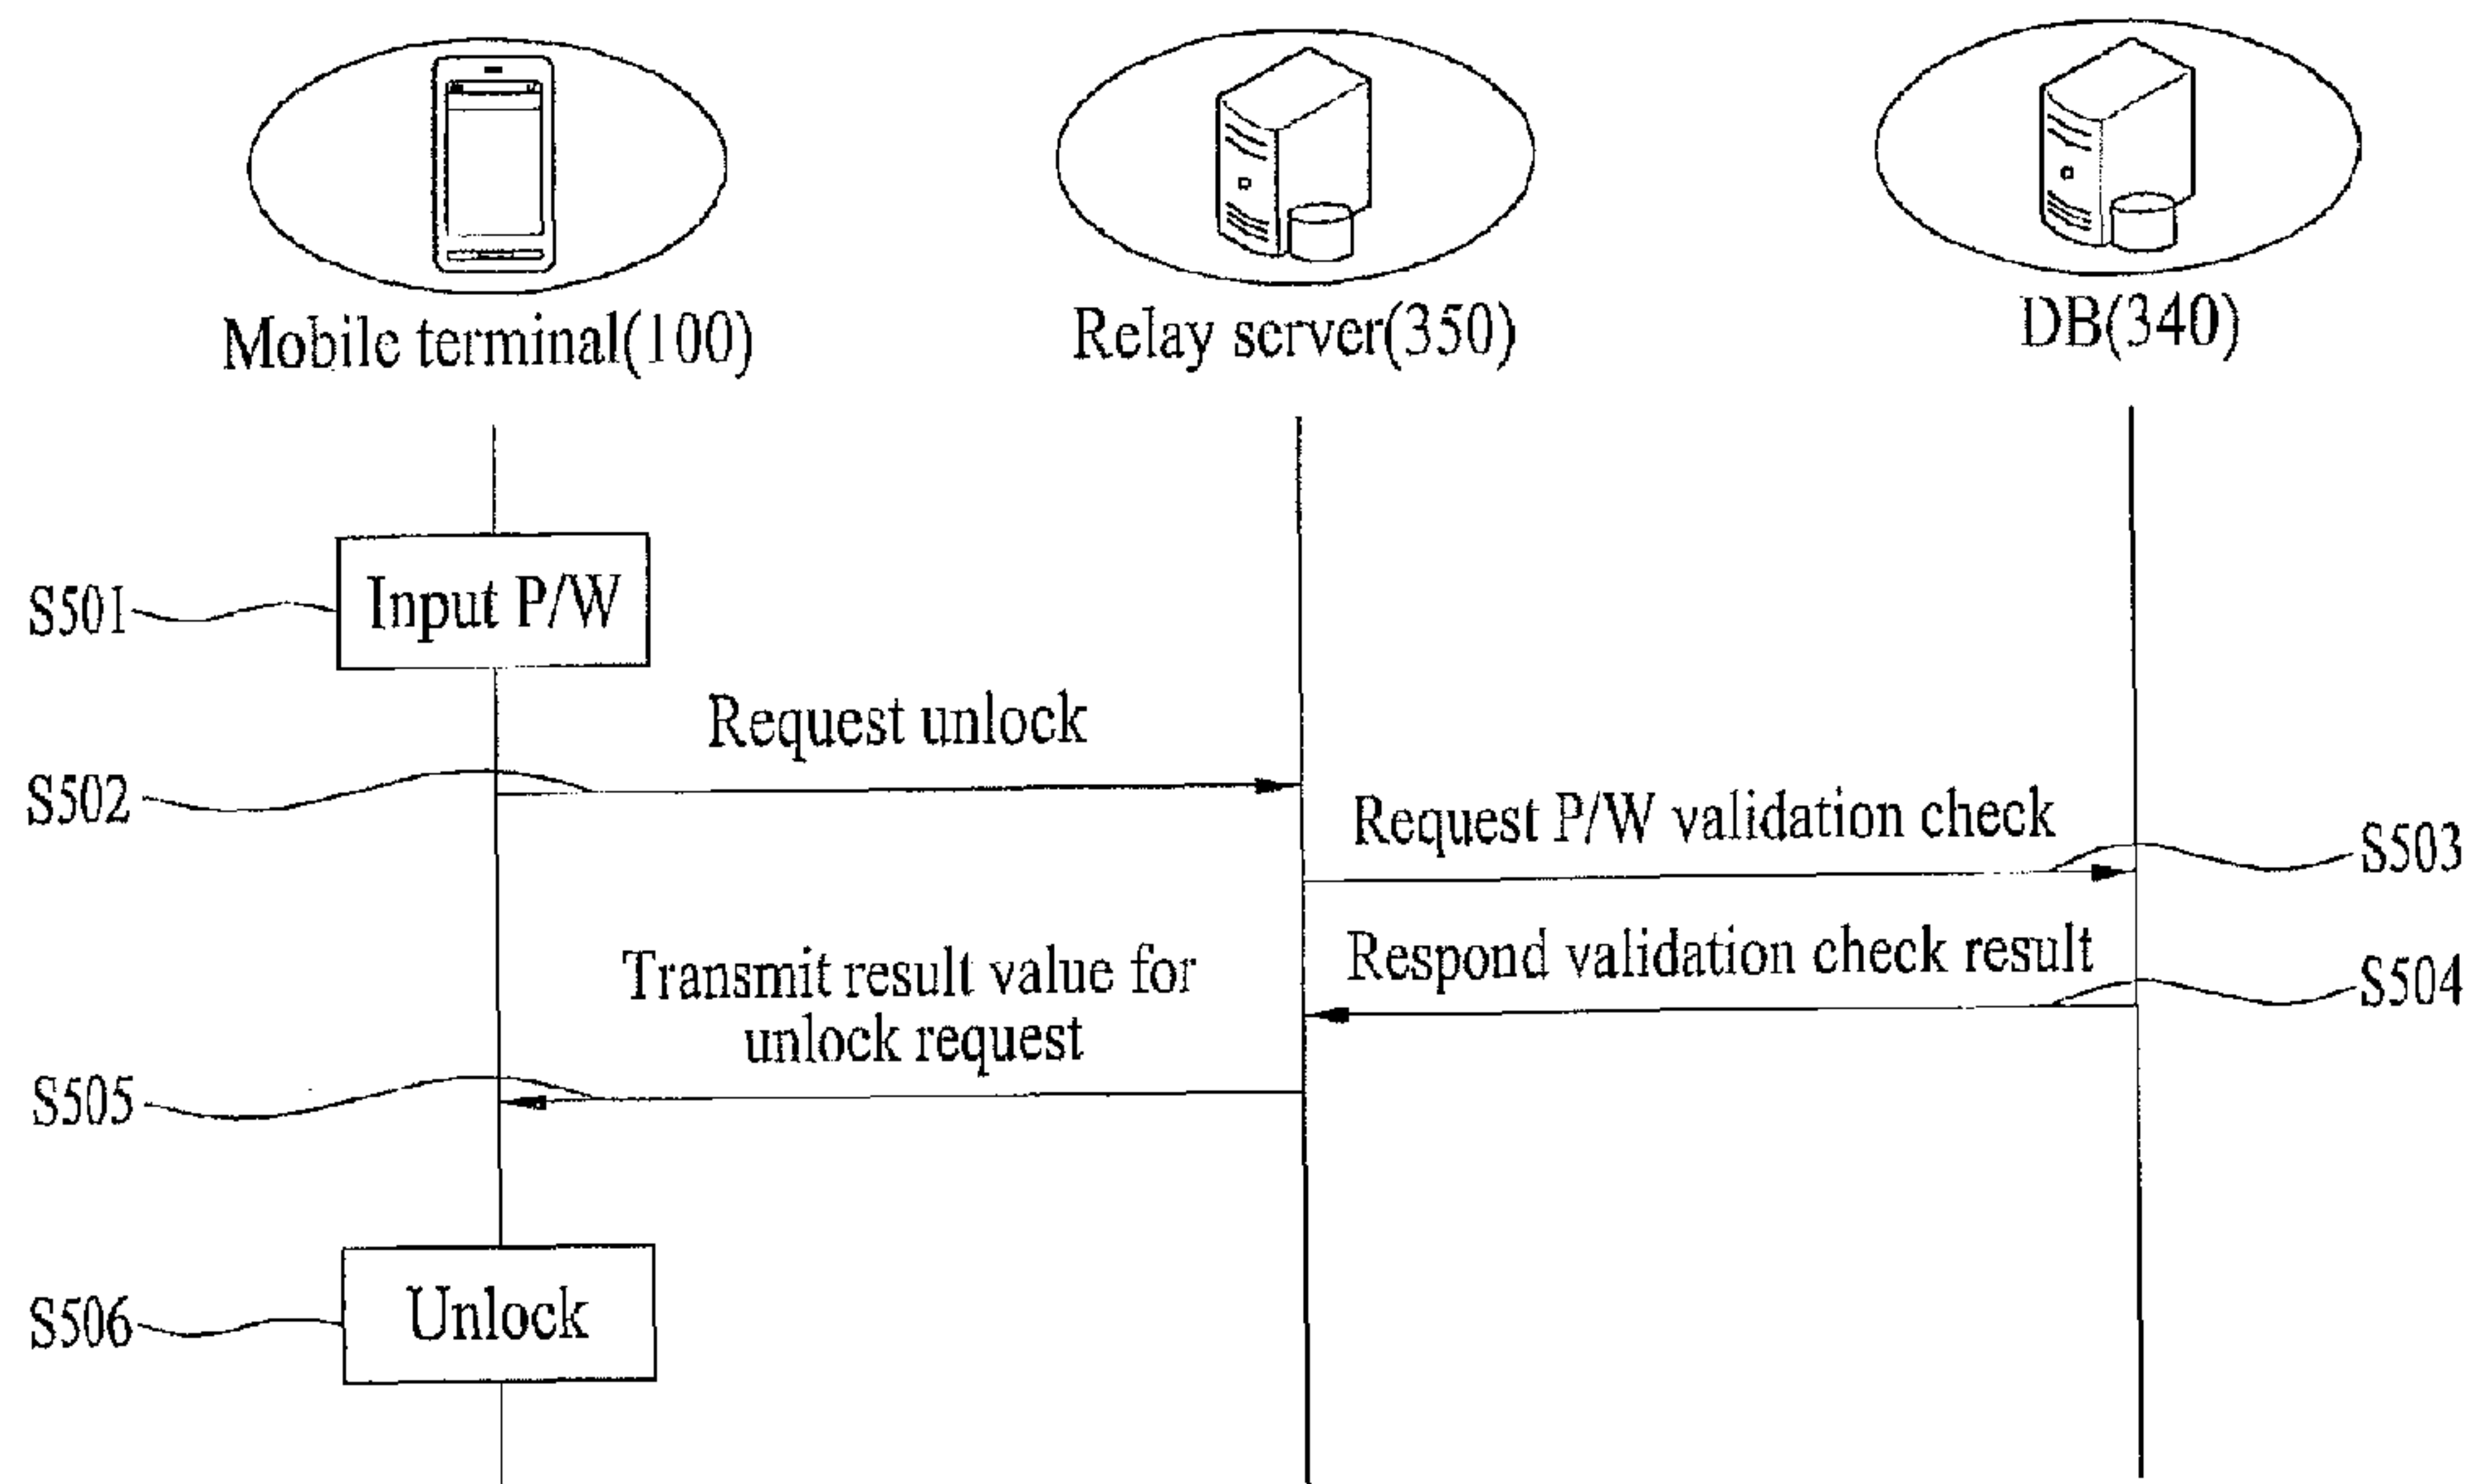 Mobile terminal(100)
Relay server(350)
DB(340)
S501
Input P/W
Request unlock
S502
Request P/W validation check
S503
Respond validation check result
S504
Transmit result value for
unlock request
S505
S506
Unlock